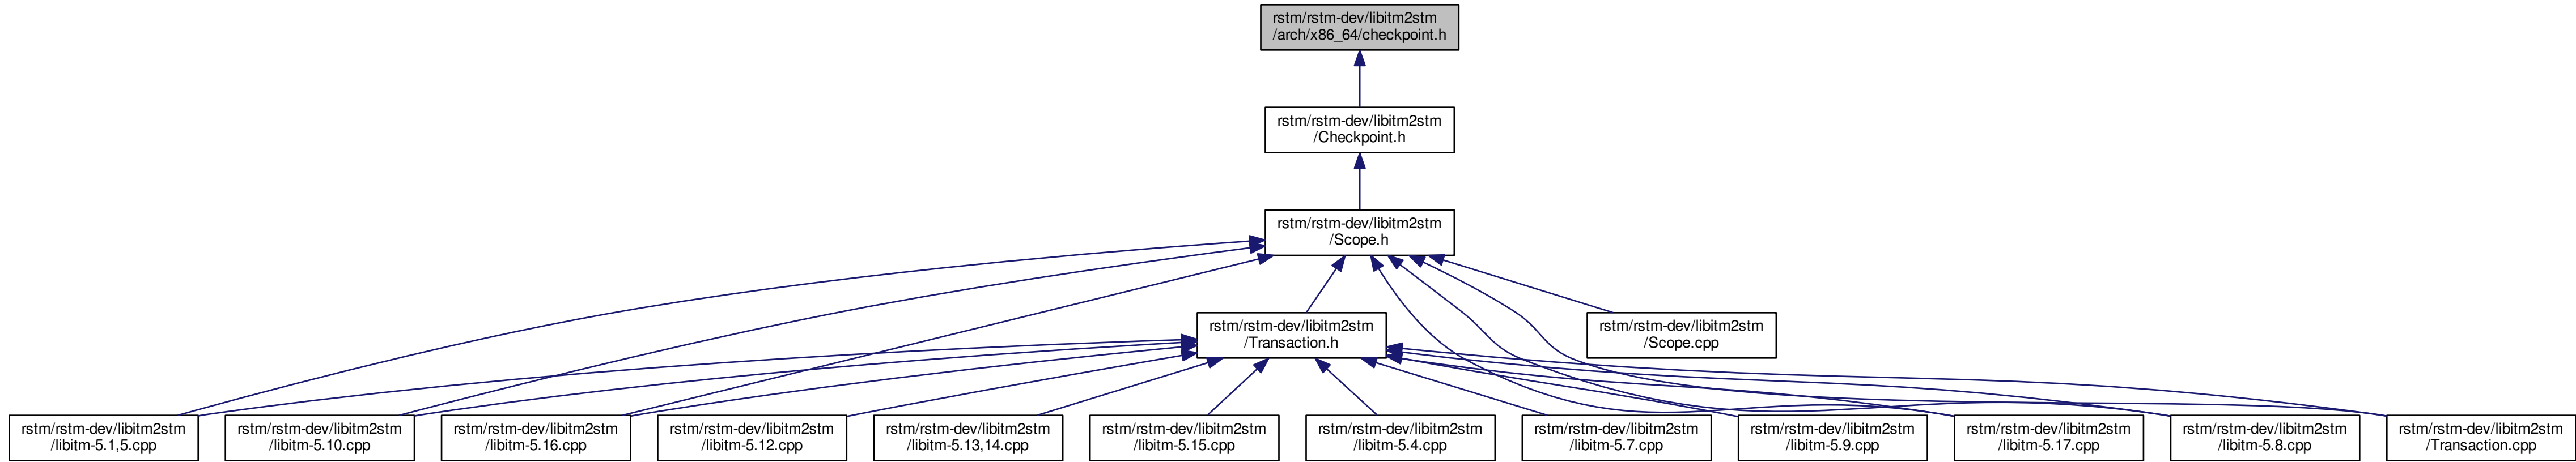 rstm/rstm-dev/libitm2stm
/arch/x86_64/checkpoint.h
rstm/rstm-dev/libitm2stm
/Checkpoint.h
rstm/rstm-dev/libitm2stm
/Scope.h
rstm/rstm-dev/libitm2stm
/Transaction.h
rstm/rstm-dev/libitm2stm
/Scope.cpp
rstm/rstm-dev/libitm2stm
/libitm-5.1,5.cpp
rstm/rstm-dev/libitm2stm
/libitm-5.10.cpp
rstm/rstm-dev/libitm2stm
/libitm-5.16.cpp
rstm/rstm-dev/libitm2stm
/libitm-5.12.cpp
rstm/rstm-dev/libitm2stm
/libitm-5.13,14.cpp
rstm/rstm-dev/libitm2stm
/libitm-5.15.cpp
rstm/rstm-dev/libitm2stm
/libitm-5.4.cpp
rstm/rstm-dev/libitm2stm
/libitm-5.7.cpp
rstm/rstm-dev/libitm2stm
/libitm-5.9.cpp
rstm/rstm-dev/libitm2stm
/libitm-5.17.cpp
rstm/rstm-dev/libitm2stm
/libitm-5.8.cpp
rstm/rstm-dev/libitm2stm
/Transaction.cpp